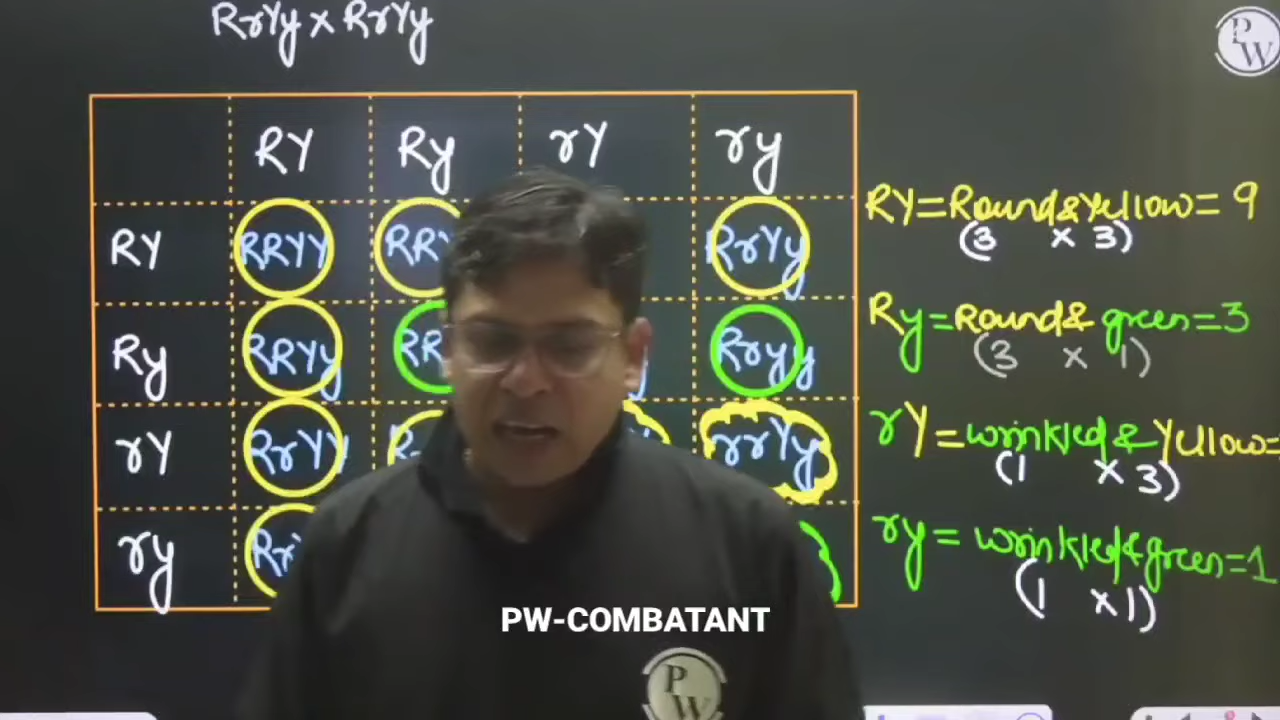 RrYy x RrYy
P
W
RY Ry rY ry
RY RRYY RrYy
Ry RRYy Rryy
rY RrYY rrYy
ry
RY=Round&Yellow= 9
(3 x 3)
Ry=Round& green=3
(3 x 1)
rY=wrinkled&Yellow=
(1 x 3)
ry= wrinkled&green=1
(1 x1)
PW-COMBATANT
P
W